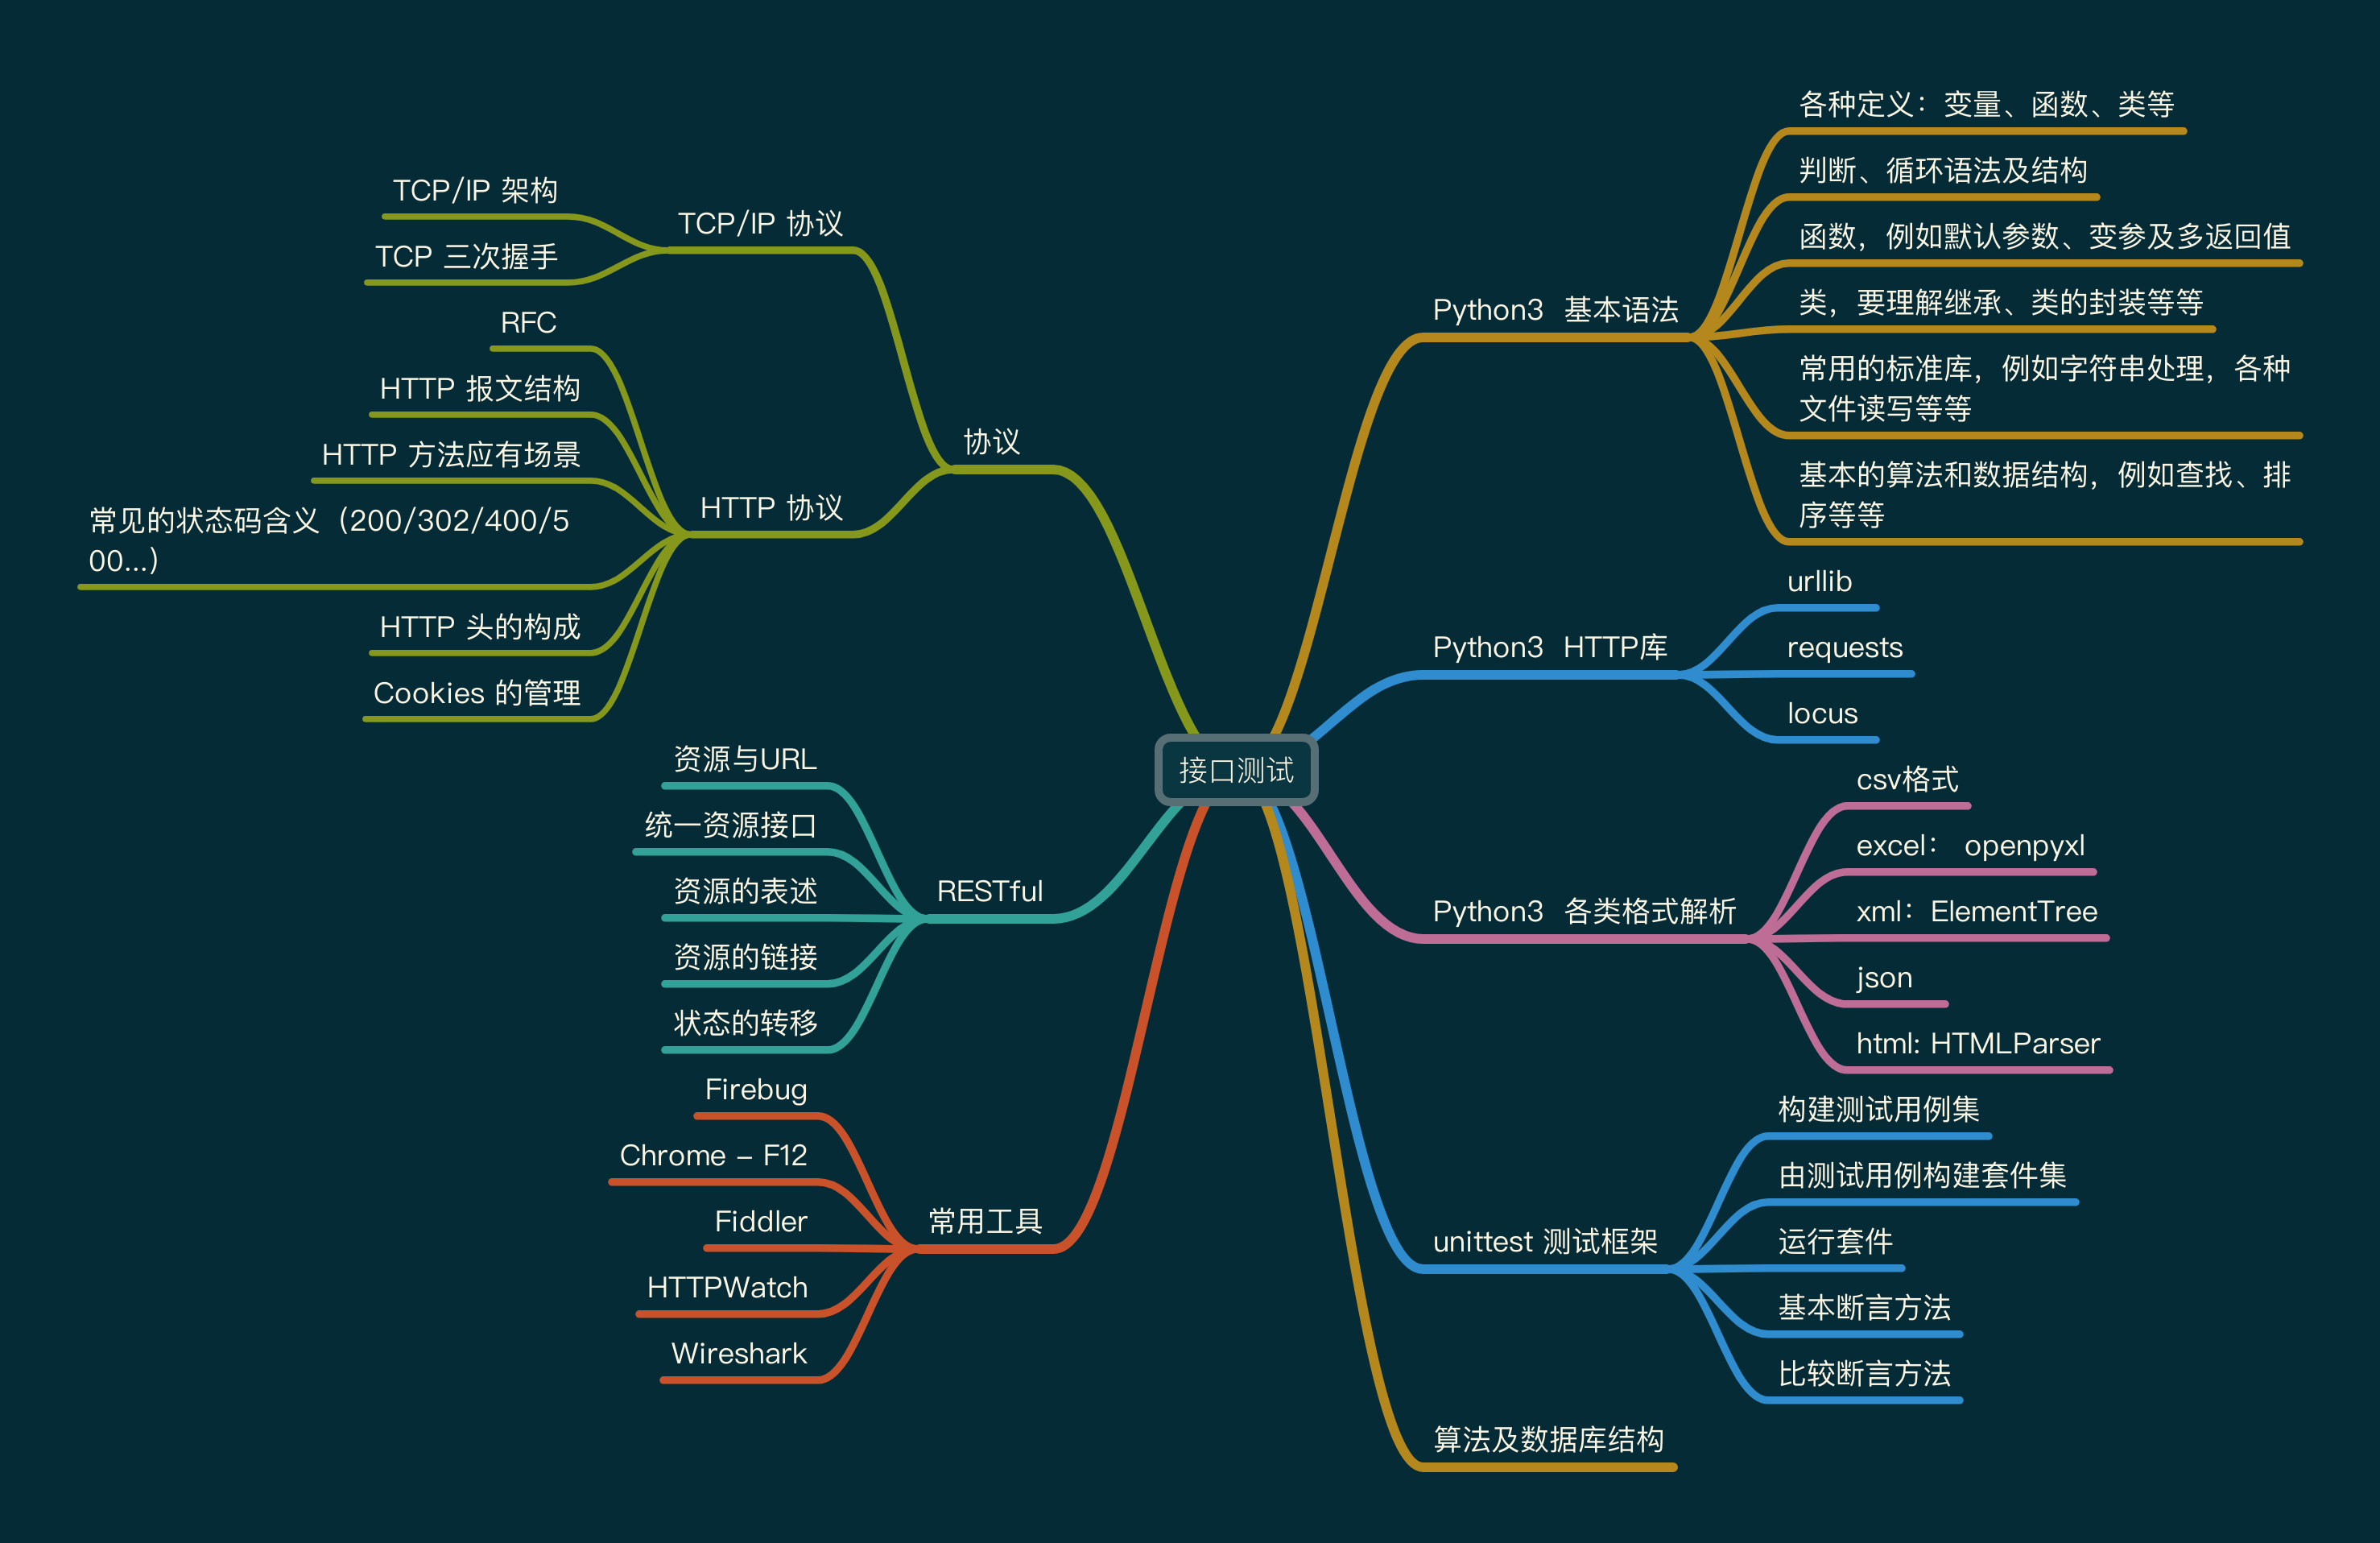 接口测试
协议
TCP/IP 协议
TCP/IP 架构
TCP 三次握手
HTTP 协议
RFC
HTTP 报文结构
HTTP 方法应有场景
常见的状态码含义（200/302/400/5
00...)
HTTP 头的构成
Cookies 的管理
RESTful
资源与URL
统一资源接口
资源的表述
资源的链接
状态的转移
常用工具
Firebug
Chrome – F12
Fiddler
HTTPWatch
Wireshark
Python3 基本语法
各种定义：变量、函数、类等
判断、循环语法及结构
函数，例如默认参数、变参及多返回值
类，要理解继承、类的封装等等
常用的标准库，例如字符串处理，各种
文件读写等等
基本的算法和数据结构，例如查找、排
序等等
Python3 HTTP库
urllib
requests
locus
Python3 各类格式解析
csv格式
excel： openpyxl
xml：ElementTree
json
html: HTMLParser
unittest 测试框架
构建测试用例集
由测试用例构建套件集
运行套件
基本断言方法
比较断言方法
算法及数据库结构